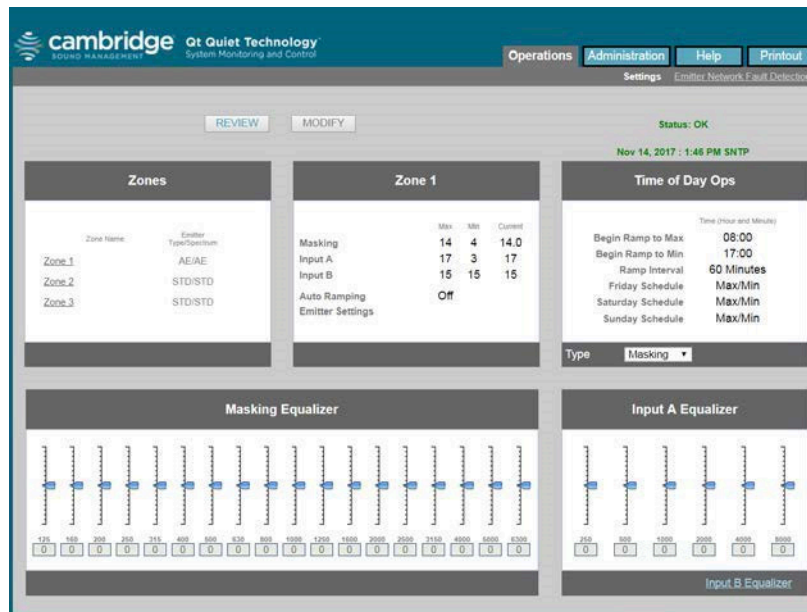 cambridge
SOUND MANAGEMENT
Qt Quiet Technology
System Monitoring and Control
Operations Administration Help Printout
Settings Emitter Network Fault Detection
REVIEW MODIFY Status: OK
Nov 14, 2017 : 1:46 PM SNTP
Zones
Zone Name Emitter Type/Spectrum
Zone 1 AE/AE
Zone 2 STD/STD
Zone 3 STD/STD
Zone 1
Max Min Current
Masking 14 4 14.0
Input A 17 3 17
Input B 15 15 15
Auto Ramping Off
Emitter Settings
Time of Day Ops
Time (Hour and Minute)
Begin Ramp to Max 08:00
Begin Ramp to Min 17:00
Ramp Interval 60 Minutes
Friday Schedule Max/Min
Saturday Schedule Max/Min
Sunday Schedule Max/Min
Type Masking
Masking Equalizer
125 160 200 250 315 400 500 630 800 1000 1250 1600 2000 2500 3150 4000 5000 6300
0 0 0 0 0 0 0 0 0 0 0 0 0 0 0 0 0 0
Input A Equalizer
250 500 1000 2000 4000 8000
0 0 0 0 0 0
Input B Equalizer